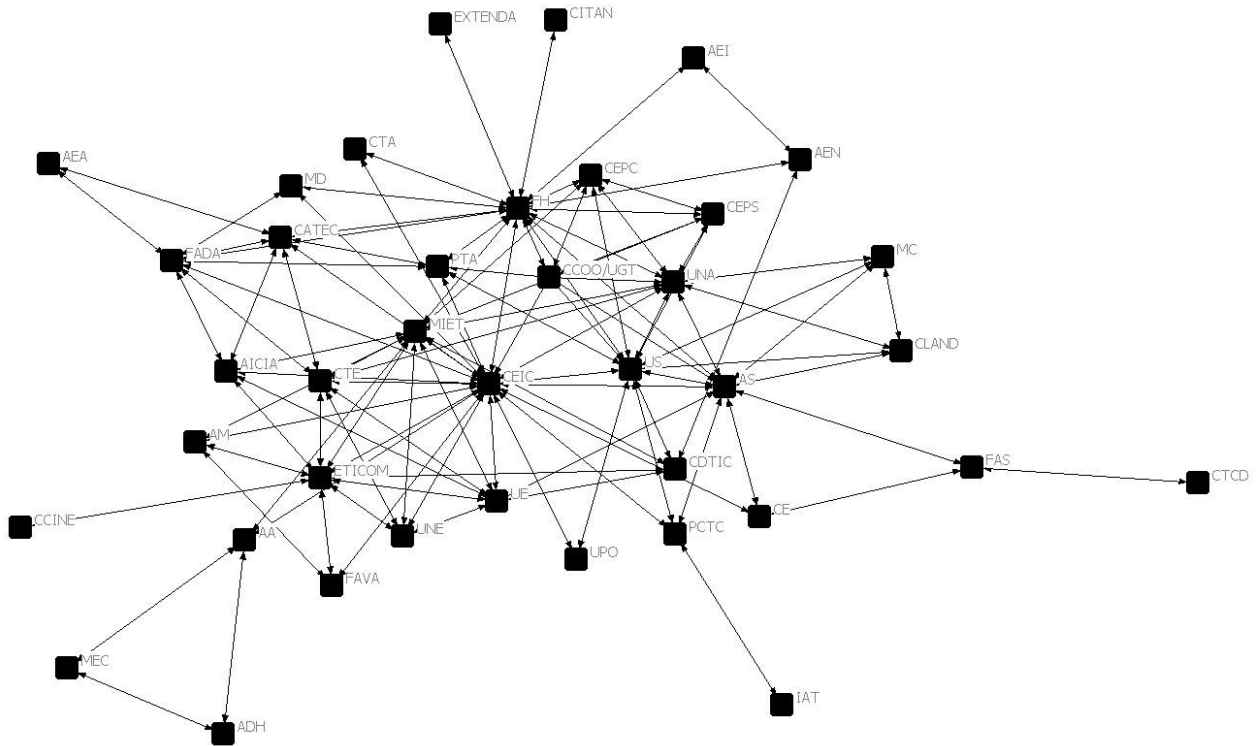 EXTENDA
CITAN
AEI
CTA
AEA
AEN
CEPC
MD
FH
CEPS
CATEC
FADA
PTA
CCOO/UGT
UNA
MC
MIET
CLAND
AICIA
CTE
CEIC
US
AS
AM
ETICOM
CDTIC
FAS
CTCD
UE
CCINE
AA
UNE
CE
PCTC
UPO
FAVA
MEC
IAT
ADH